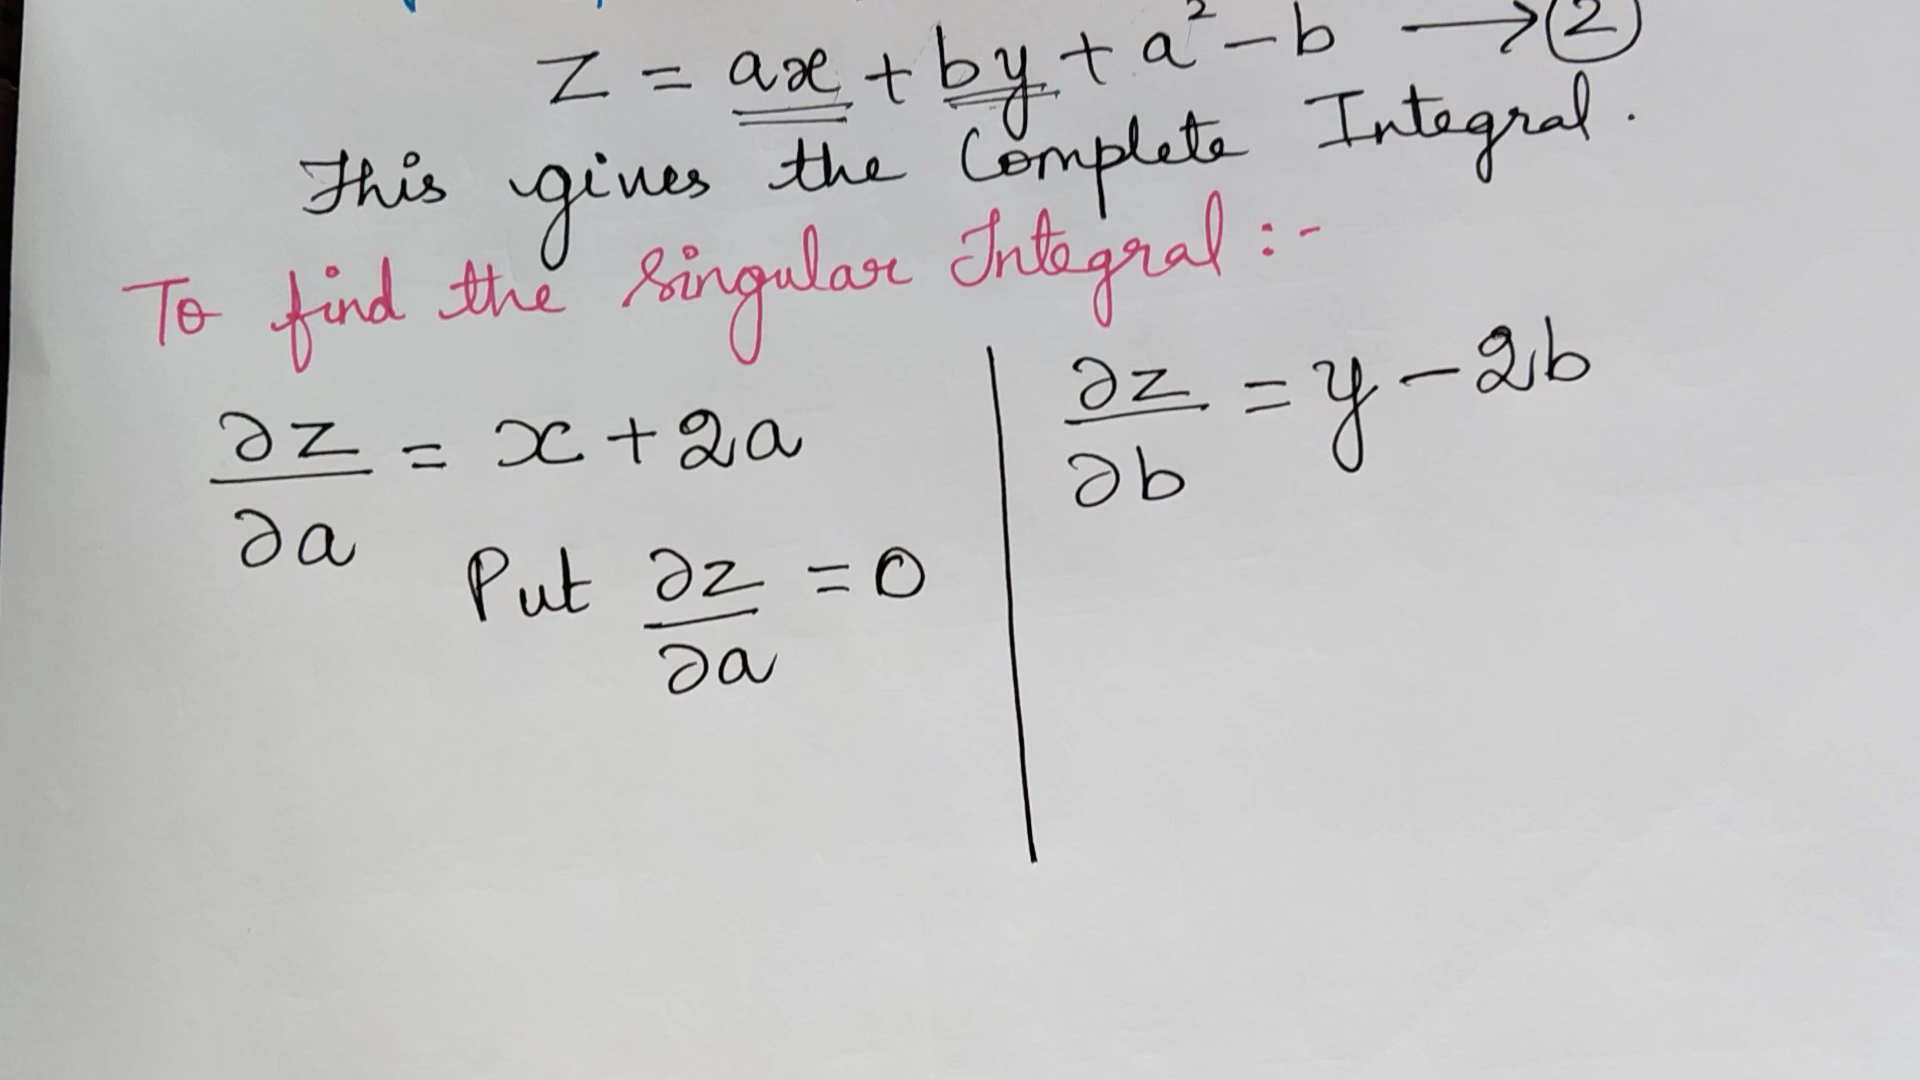 Z = ax + by + a² - b → ②
This gives the Complete Integral.
To find the Singular Integral :-
∂z/∂a = x + 2a
Put ∂z/∂a = 0
∂z/∂b = y - 2b